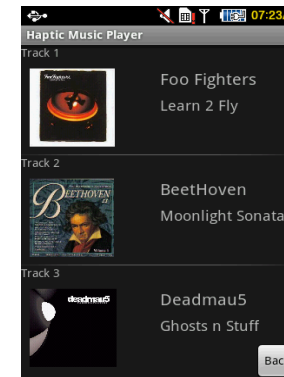 07:23
Haptic Music Player
Track 1
Foo Fighters
Learn 2 Fly
Track 2
BEETHOVEN
BeetHoven
Moonlight Sonata
Track 3
deadmau5
Deadmau5
Ghosts n Stuff
Bac